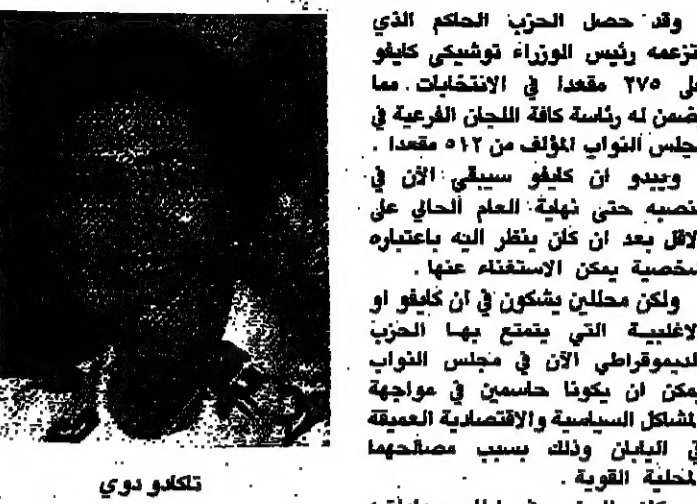 وقد حصل الحزب الحاكم الذي
تتزعمه رئيس الوزراء توشيكي كايفو
على ٢٧٥ مقعدا في الانتخابات. مما
ضمن له رئاسة كافة اللجان الفرعية في
مجلس النواب المؤلف من ٥١٢ مقعدا .
ويبدو ان كايفو سيبقى الآن في
منصبه حتى نهاية العام الحالي على
الاقل بعد ان كان ينظر اليه باعتباره
شخصية يمكن الاستغناء عنها .
ولكن محللين يشكون في ان كايفو او
الاغلبية التي يتمتع بها الحزب
الديموقراطي الآن في مجلس النواب
يمكن ان يكونا حاسمين في مواجهة
المشاكل السياسية والاقتصادية العميقة
في اليابان وذلك بسبب مصالحهما
المحلية القوية .
تاكادو دوي